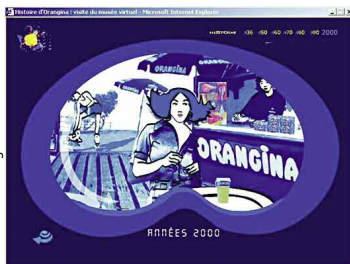 Histoire d'Orangina : visite du musée virtuel - Microsoft Internet Explorer
HISTOIRE 36 50 60 70 80 90 2000
ORANGINA
ORANGINA
ANNÉES 2000